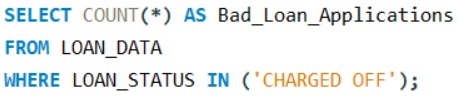 SELECT COUNT(*) AS Bad_Loan_Applications
FROM LOAN_DATA
WHERE LOAN_STATUS IN ('CHARGED OFF');